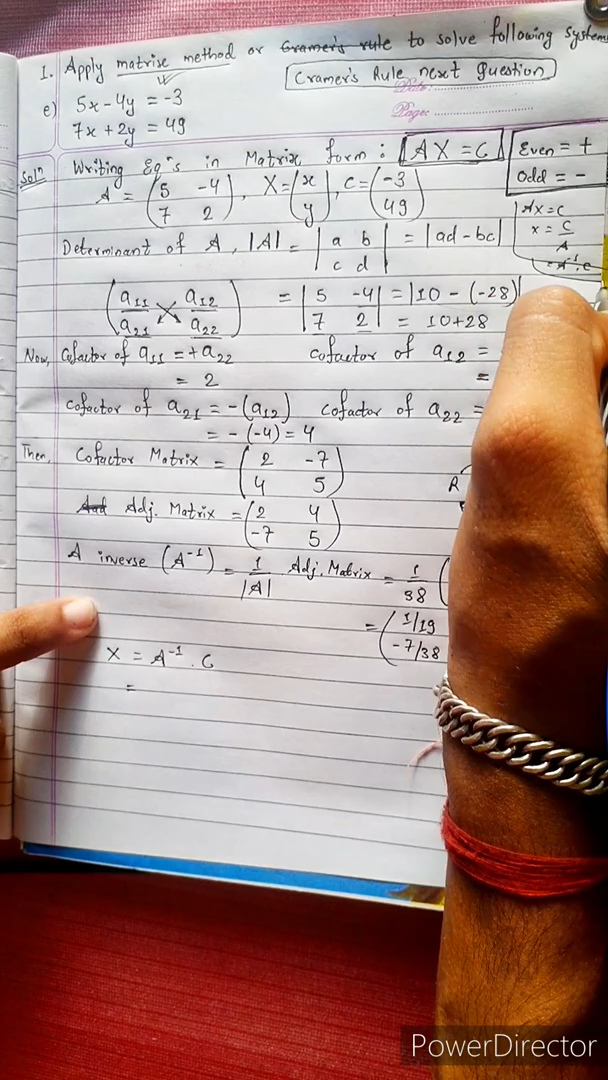 1. Apply matrix method or Cramer's rule to solve following system
Cramer's Rule next Question
Date:
e) 5x - 4y = -3
Page:
7x + 2y = 49
Solⁿ Writing Eqⁿs in Matrix form : AX = C
Even = +
Odd = -
A = (5 -4 , X = (x , C = (-3
7 2) y) 49)
AX = C
x = C
A
= A⁻¹.C
Determinant of A, |A| = | a b | = |ad - bc|
c d
(a₁₁ a₁₂ = | 5 -4 | = |10 - (-28)|
a₂₁ a₂₂) 7 2 = 10+28
Now, Cofactor of a₁₁ = +a₂₂ cofactor of a₁₂ =
= 2 =
cofactor of a₂₁ = -(a₁₂) cofactor of a₂₂ =
= - (-4) = 4
Then, Cofactor Matrix = (2 -7
4 5)
R
Adj. Matrix = (2 4
-7 5)
A inverse (A⁻¹) = 1 Adj. Matrix = 1 (
|A| 38
= (1/19
-7/38
X = A⁻¹ . C
=
PowerDirector